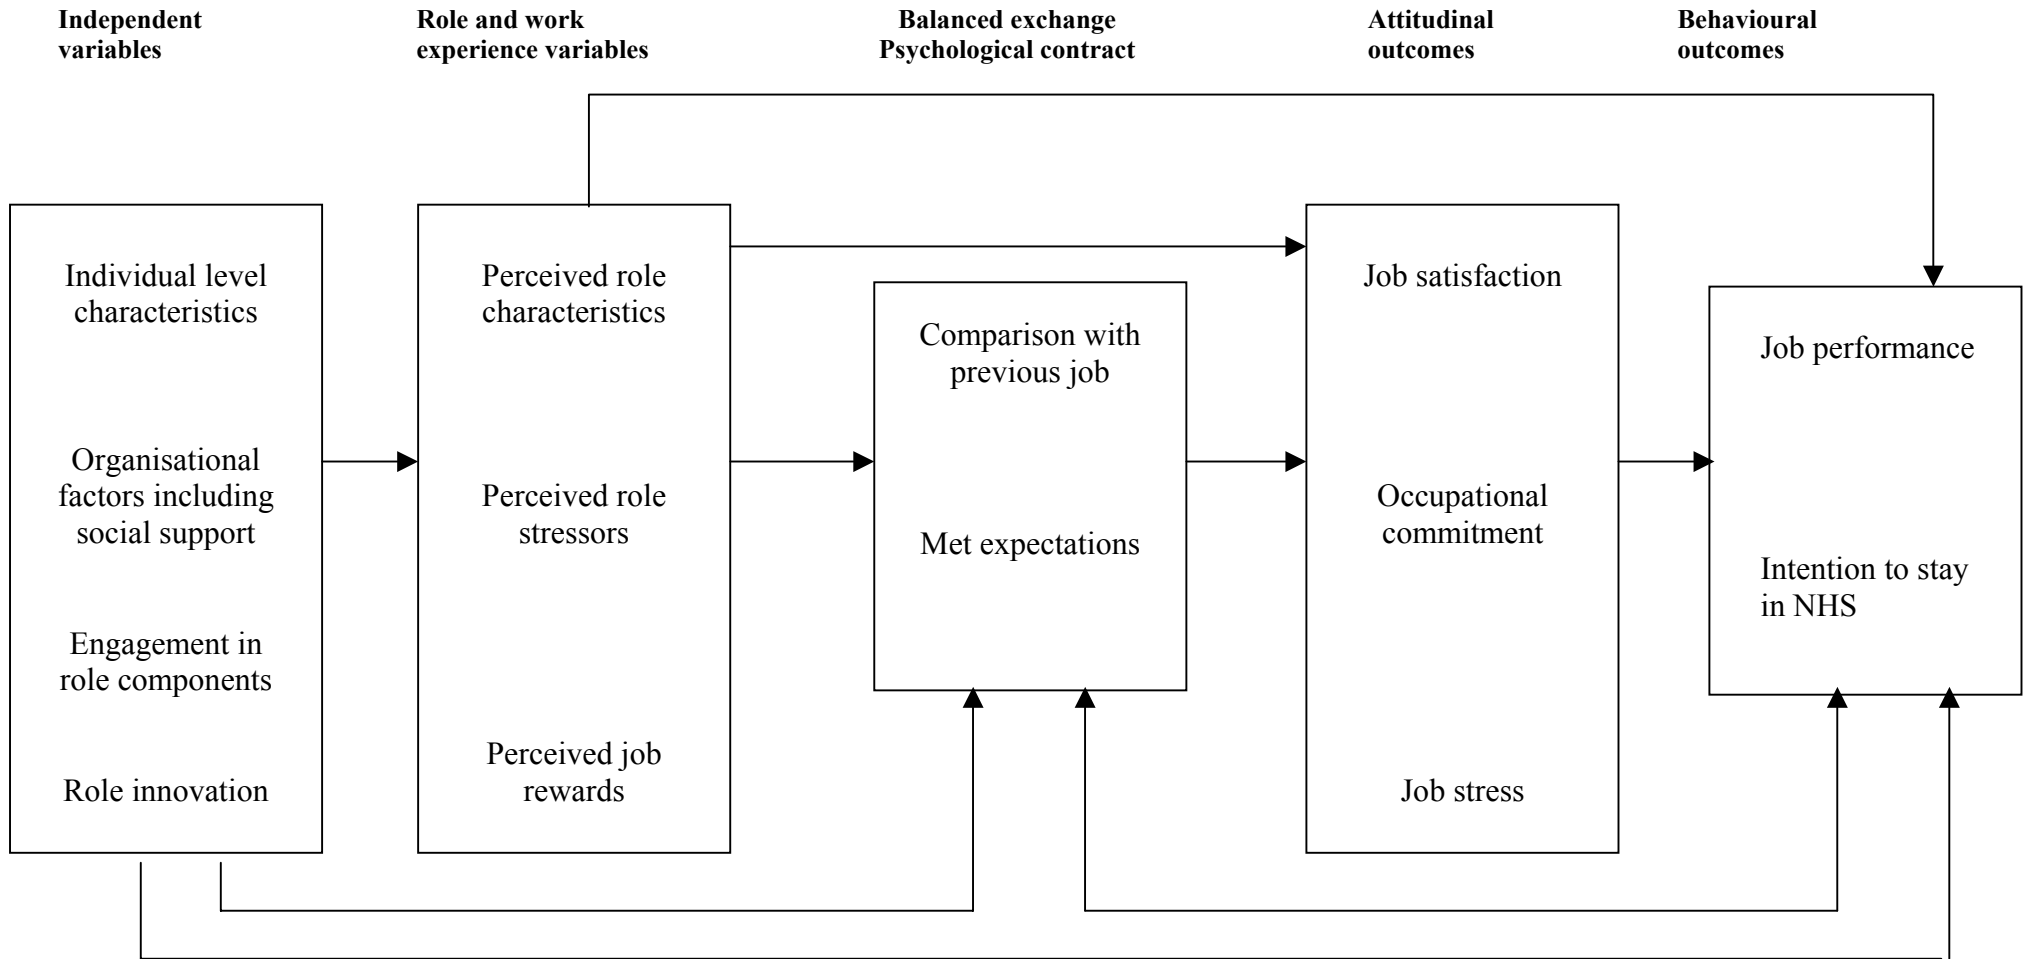 Independent
variables
Role and work
experience variables
Balanced exchange
Psychological contract
Attitudinal
outcomes
Behavioural
outcomes
Individual level
characteristics
Organisational
factors including
social support
Engagement in
role components
Role innovation
Perceived role
characteristics
Perceived role
stressors
Perceived job
rewards
Comparison with
previous job
Met expectations
Job satisfaction
Occupational
commitment
Job stress
Job performance
Intention to stay
in NHS